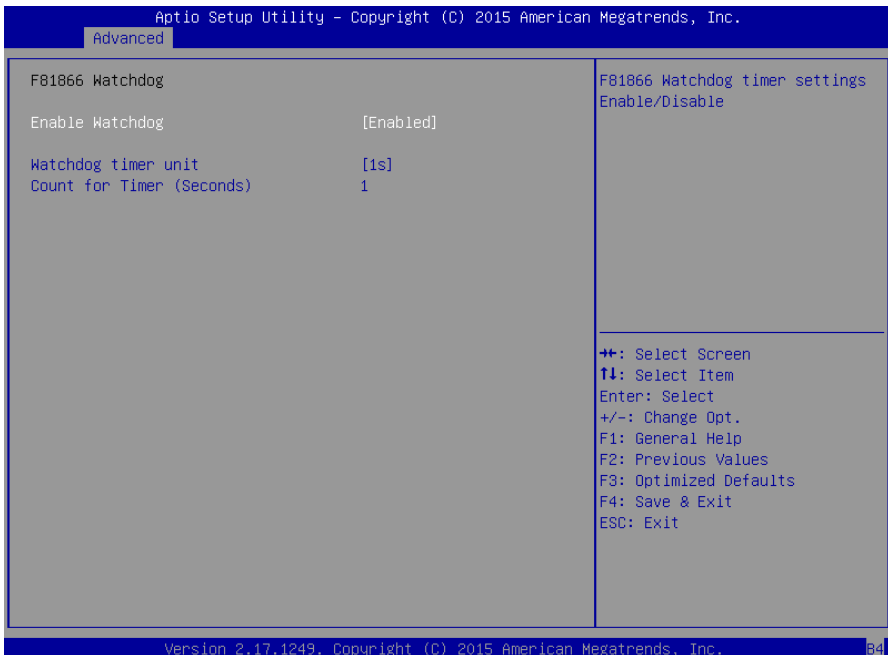 Aptio Setup Utility – Copyright (C) 2015 American Megatrends, Inc.
Advanced
F81866 Watchdog
Enable Watchdog [Enabled]
Watchdog timer unit [1s]
Count for Timer (Seconds) 1
F81866 Watchdog timer settings
Enable/Disable
→←: Select Screen
↑↓: Select Item
Enter: Select
+/-: Change Opt.
F1: General Help
F2: Previous Values
F3: Optimized Defaults
F4: Save & Exit
ESC: Exit
Version 2.17.1249. Copyright (C) 2015 American Megatrends, Inc.
B4